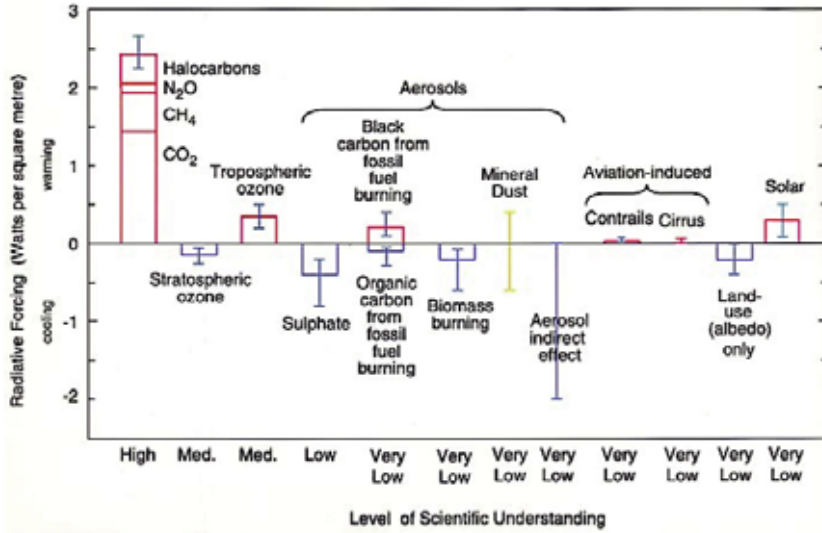 Radiative Forcing (Watts per square metre)
cooling
warming
3
2
1
0
-1
-2
Halocarbons
N₂O
CH₄
CO₂
Stratospheric
ozone
Tropospheric
ozone
Aerosols
Sulphate
Black
carbon from
fossil
fuel
burning
Organic
carbon
from
fossil
fuel
burning
Biomass
burning
Mineral
Dust
Aerosol
indirect
effect
Aviation-induced
Contrails Cirrus
Land-
use
(albedo)
only
Solar
High Med. Med. Low Very Very Very Very Very Very Very Very
Low Low Low Low Low Low Low Low
Level of Scientific Understanding